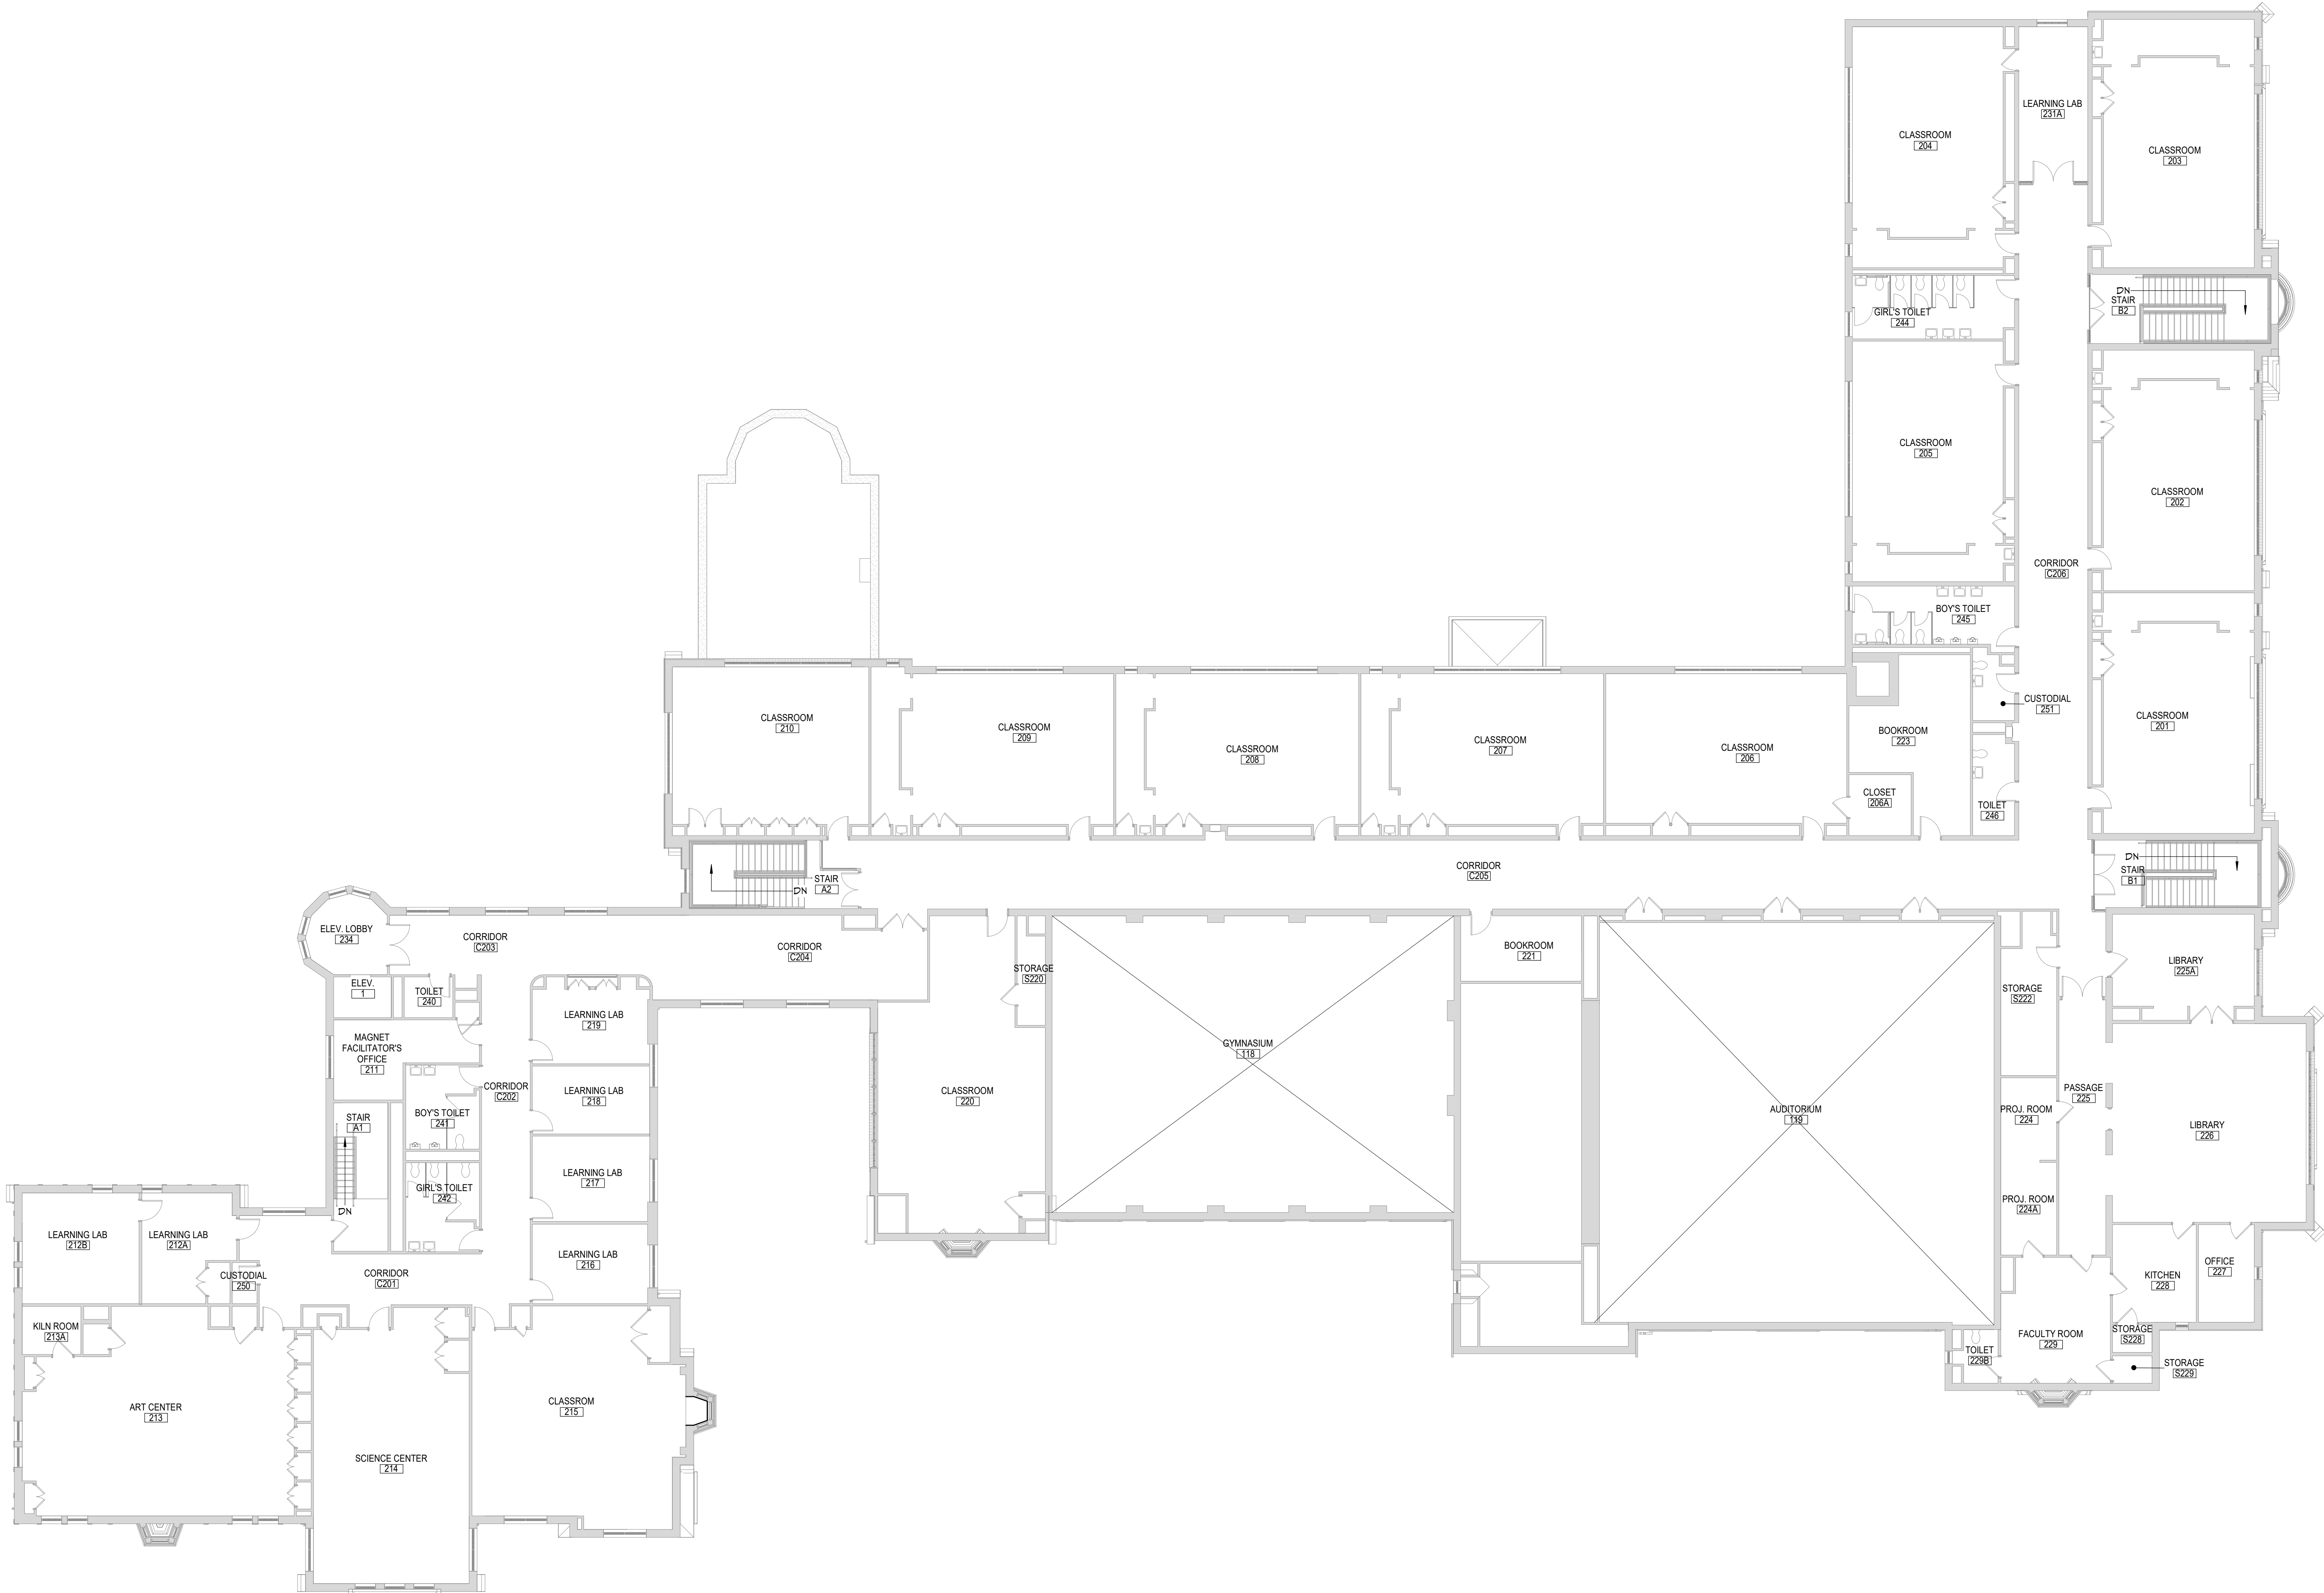 LEARNING LAB
231A
CLASSROOM
204
CLASSROOM
203
DN
STAIR
B2
GIRL'S TOILET
244
CLASSROOM
205
CLASSROOM
202
CORRIDOR
C206
BOY'S TOILET
245
CUSTODIAL
251
CLASSROOM
201
CLASSROOM
210
CLASSROOM
209
CLASSROOM
208
CLASSROOM
207
CLASSROOM
206
BOOKROOM
223
CLOSET
206A
TOILET
246
CORRIDOR
C205
DN
STAIR
A2
DN
STAIR
B1
ELEV. LOBBY
234
CORRIDOR
C203
CORRIDOR
C204
STORAGE
S220
BOOKROOM
221
LIBRARY
225A
ELEV.
1
TOILET
240
STORAGE
S222
LEARNING LAB
219
MAGNET
FACILITATOR'S
OFFICE
211
GYMNASIUM
118
CORRIDOR
C202
LEARNING LAB
218
CLASSROOM
220
PASSAGE
225
STAIR
A1
DN
BOY'S TOILET
241
AUDITORIUM
119
PROJ. ROOM
224
LIBRARY
226
LEARNING LAB
217
GIRL'S TOILET
242
PROJ. ROOM
224A
LEARNING LAB
212B
LEARNING LAB
212A
LEARNING LAB
216
CUSTODIAL
250
CORRIDOR
C201
KITCHEN
228
OFFICE
227
KILN ROOM
213A
STORAGE
S228
FACULTY ROOM
229
TOILET
229B
STORAGE
S229
ART CENTER
213
CLASSROM
215
SCIENCE CENTER
214